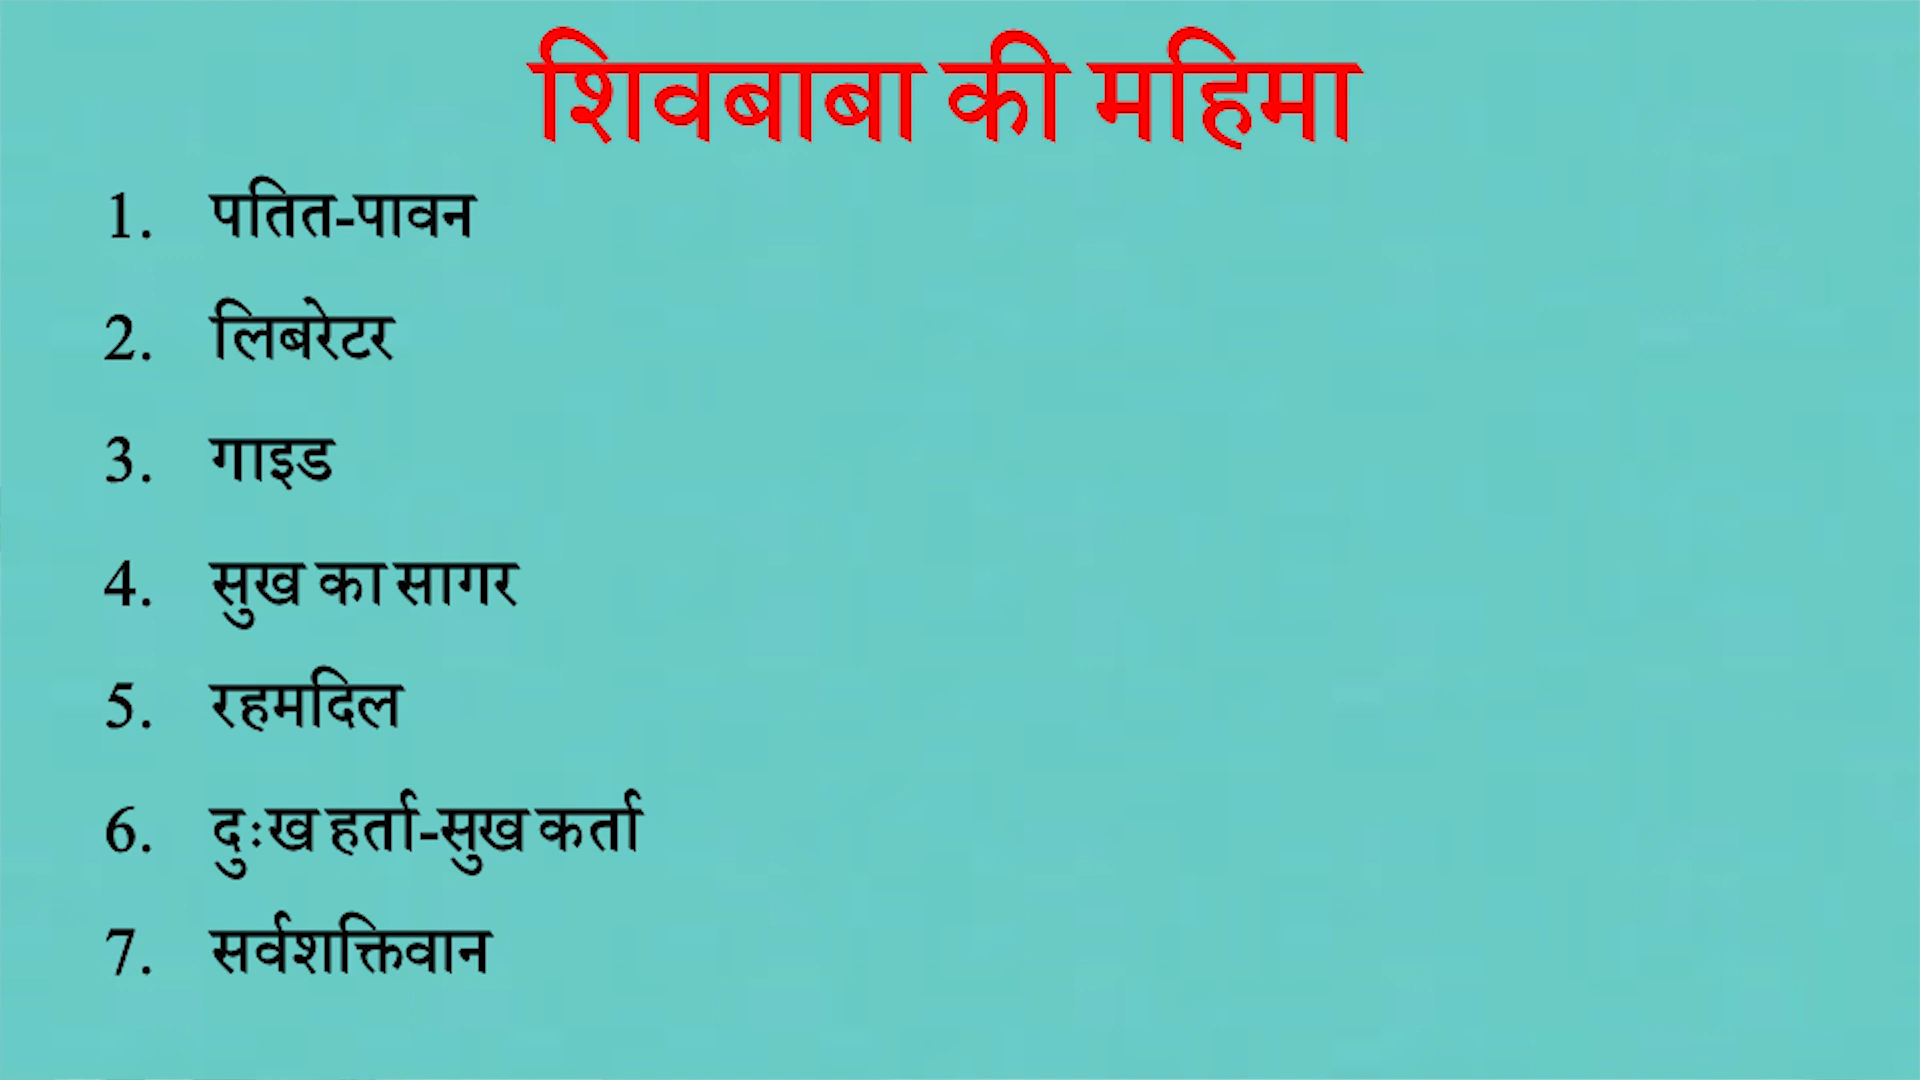 शिवबाबा की महिमा
1. पतित-पावन
2. लिबरेटर
3. गाइड
4. सुख का सागर
5. रहमदिल
6. दुःख हर्ता-सुख कर्ता
7. सर्वशक्तिवान